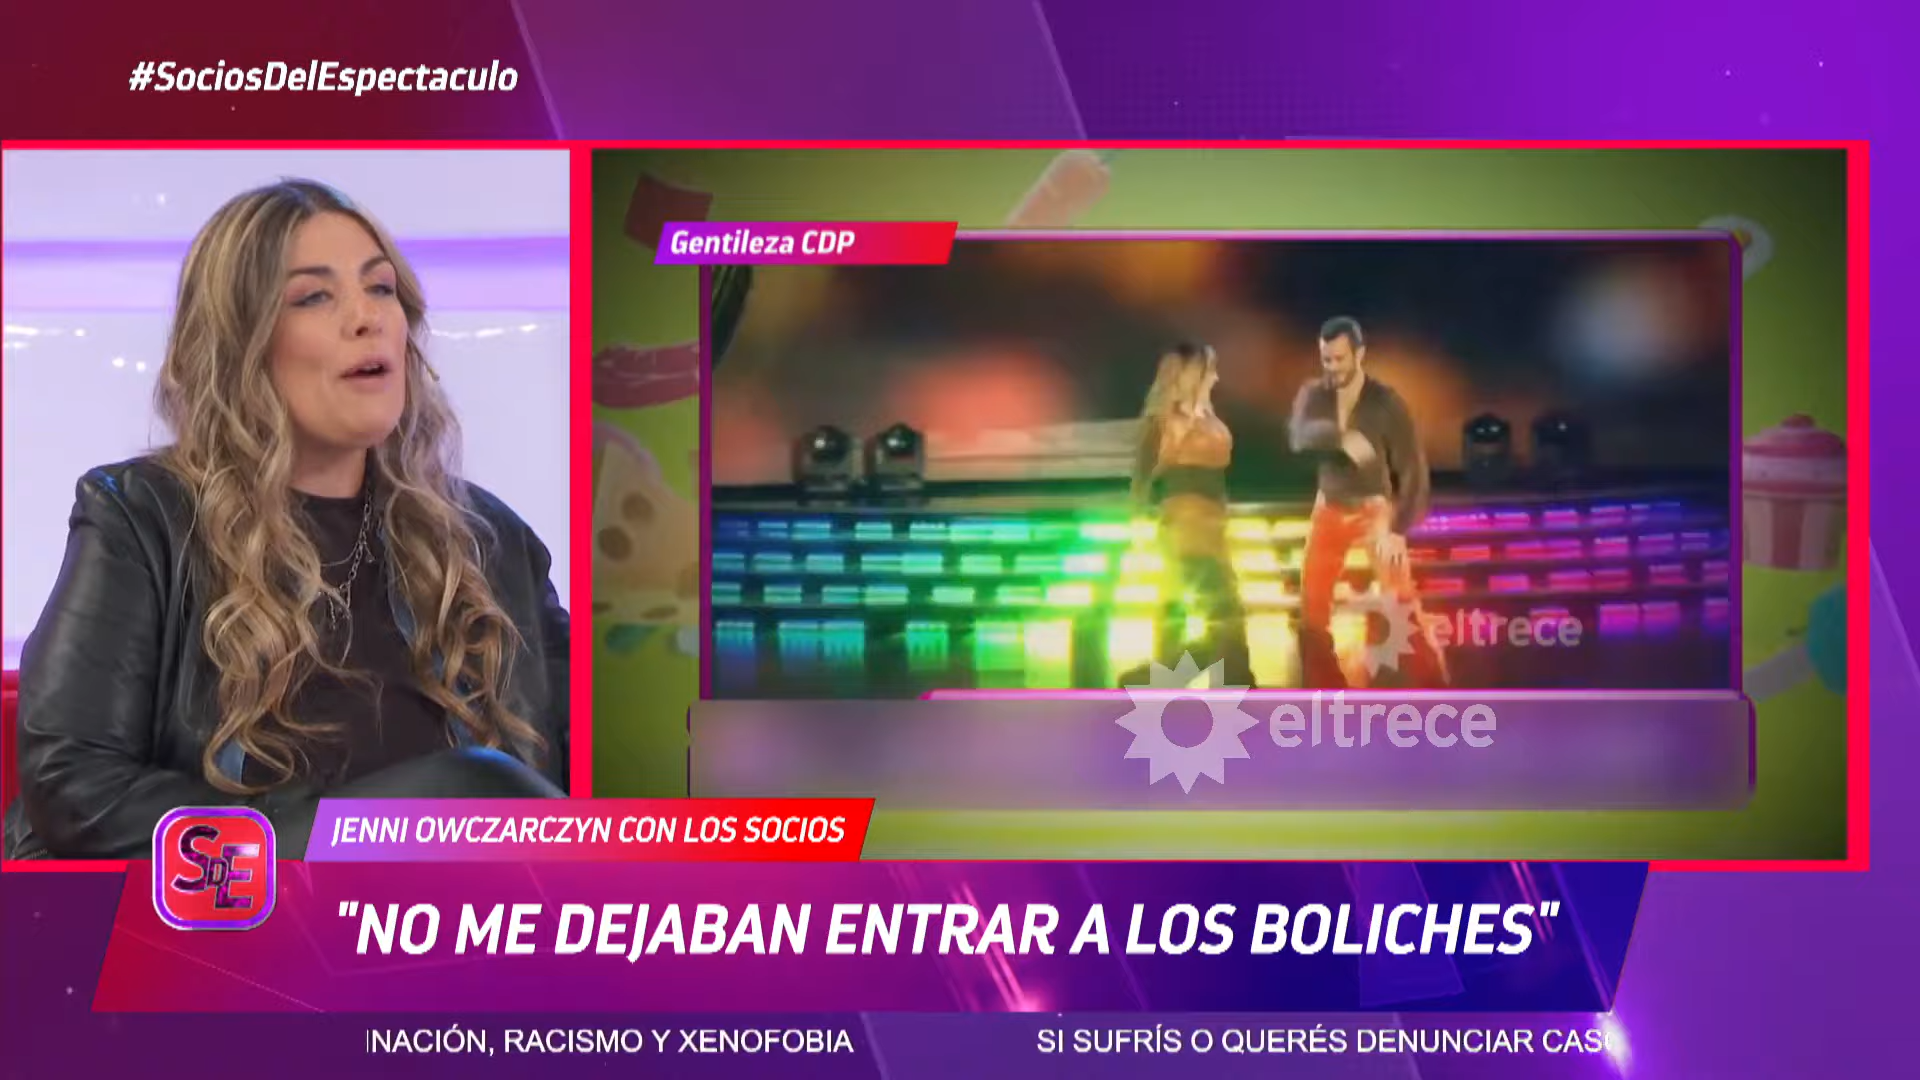 #SociosDelEspectaculo
Gentileza CDP
eltrece
eltrece
SDE
JENNI OWCZARCZYN CON LOS SOCIOS
"NO ME DEJABAN ENTRAR A LOS BOLICHES"
INACIÓN, RACISMO Y XENOFOBIA SI SUFRÍS O QUERÉS DENUNCIAR CAS